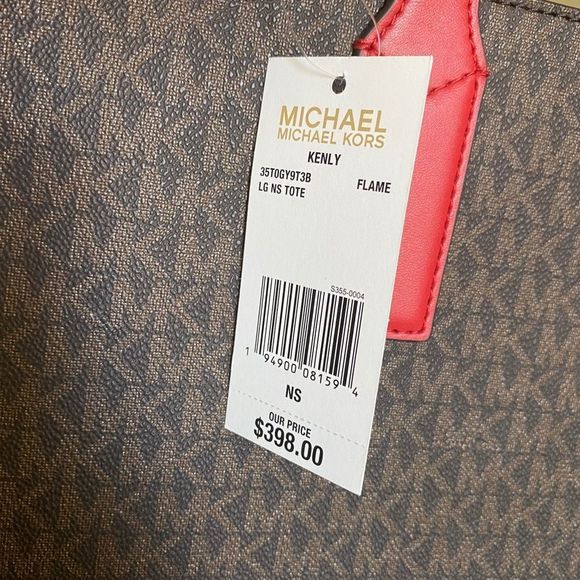 MICHAEL
MICHAEL KORS
KENLY
35T0GY9T3B
LG NS TOTE FLAME
S355-0004
1 94900 08159 4
NS
OUR PRICE
$398.00